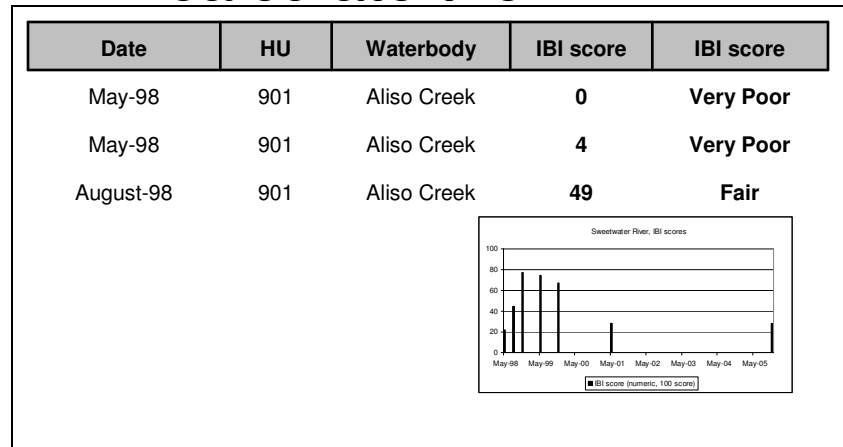 Date HU Waterbody IBI score IBI score
May-98 901 Aliso Creek 0 Very Poor
May-98 901 Aliso Creek 4 Very Poor
August-98 901 Aliso Creek 49 Fair
Sweetwater River, IBI scores
100
80
60
40
20
0
May-98 May-99 May-00 May-01 May-02 May-03 May-04 May-05
IBI score (numeric, 100 score)